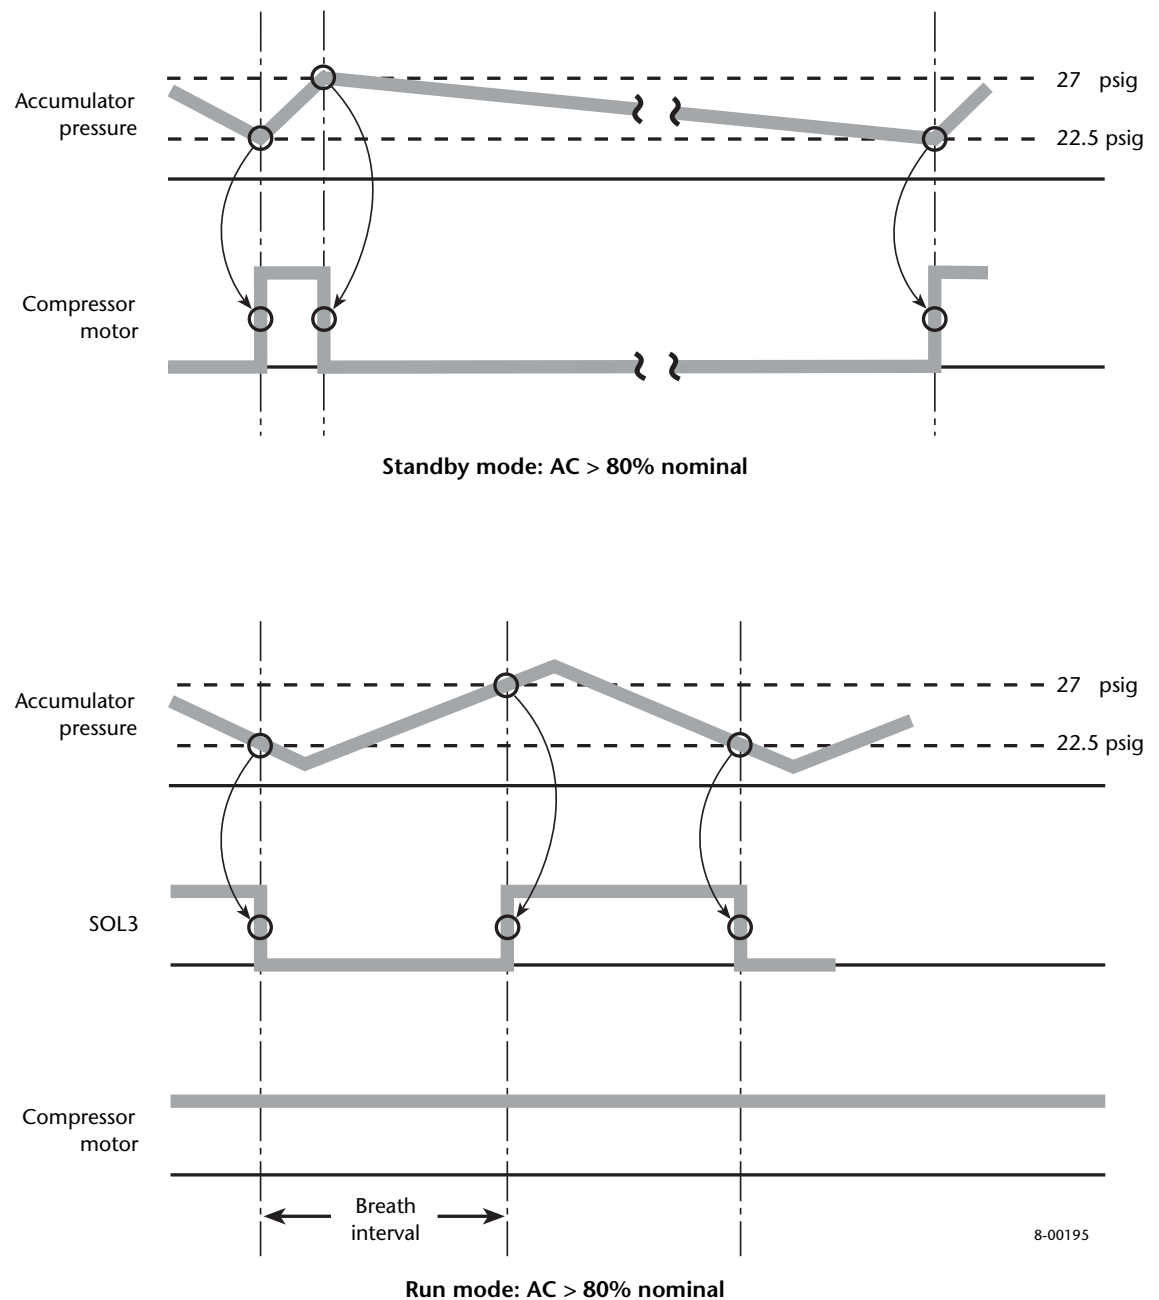 27 psig
Accumulator
pressure
22.5 psig
Compressor
motor
Standby mode: AC > 80% nominal
27 psig
Accumulator
pressure
22.5 psig
SOL3
Compressor
motor
Breath
interval
8-00195
Run mode: AC > 80% nominal